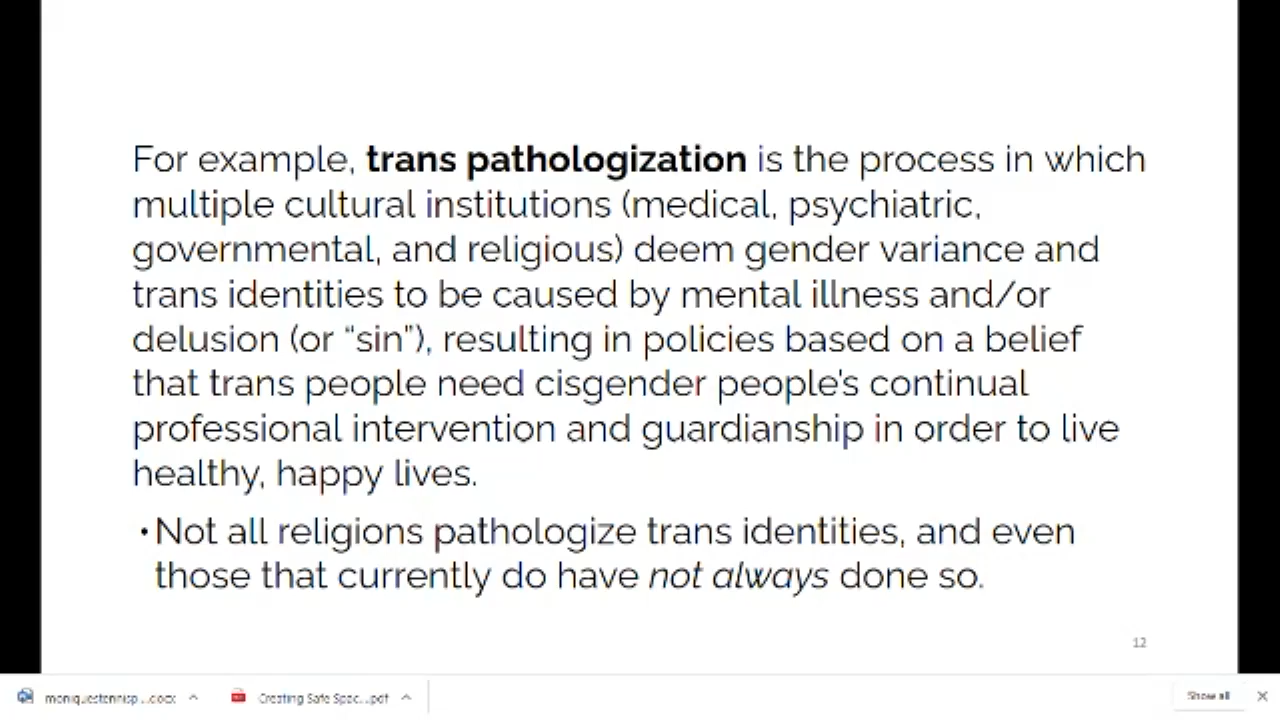 For example, trans pathologization is the process in which
multiple cultural institutions (medical, psychiatric,
governmental, and religious) deem gender variance and
trans identities to be caused by mental illness and/or
delusion (or “sin”), resulting in policies based on a belief
that trans people need cisgender people’s continual
professional intervention and guardianship in order to live
healthy, happy lives.
•Not all religions pathologize trans identities, and even
those that currently do have not always done so.
12
Creating Safe Spac...pdf
Show all